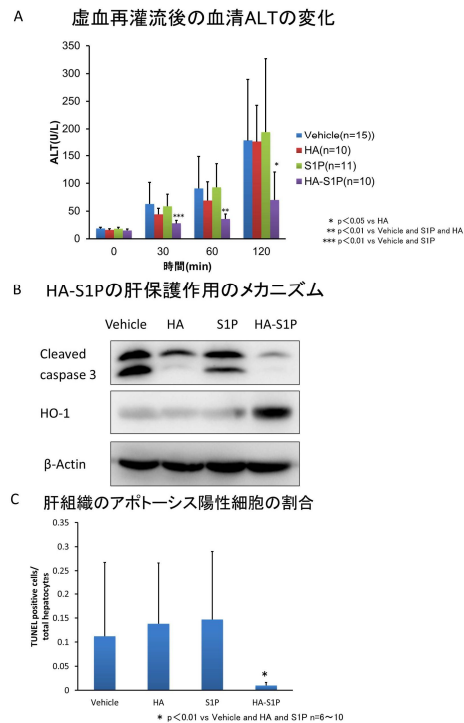 A 虚血再灌流後の血清ALTの変化
350
300
250
200
150
100
50
0
ALT(U/L)
0 30 60 120
時間(min)
*** ** *
Vehicle(n=15))
HA(n=10)
S1P(n=11)
HA-S1P(n=10)
* p<0.05 vs HA
** p<0.01 vs Vehicle and S1P and HA
*** p<0.01 vs Vehicle and S1P
B HA-S1Pの肝保護作用のメカニズム
Vehicle HA S1P HA-S1P
Cleaved
caspase 3
HO-1
β-Actin
C 肝組織のアポトーシス陽性細胞の割合
0.35
0.3
0.25
0.2
0.15
0.1
0.05
0
TUNEL positive cells/
total hepatocytes
*
Vehicle HA S1P HA-S1P
* p<0.01 vs Vehicle and HA and S1P n=6〜10